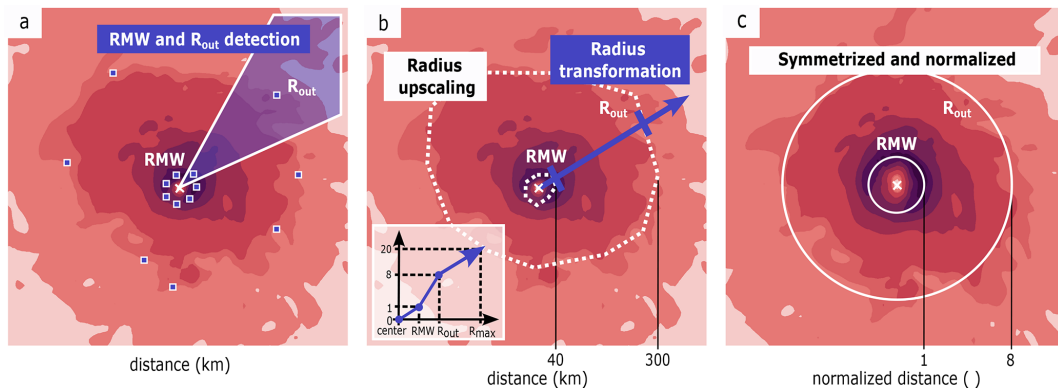 a
RMW and Rout detection
Rout
RMW
distance (km)
b
Radius
upscaling
Radius
transformation
Rout
RMW
20
8
1
0
center
RMW
Rout
Rmax
40
300
distance (km)
c
Symmetrized and normalized
Rout
RMW
1
8
normalized distance ( )